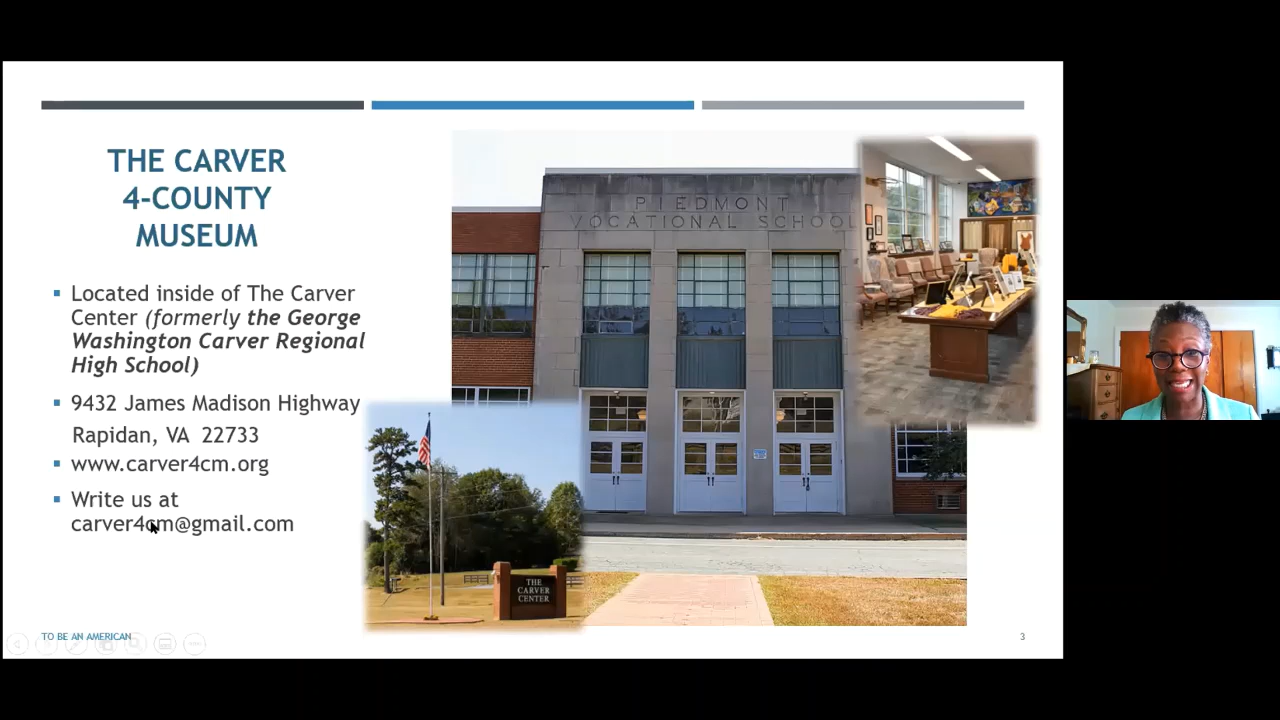 THE CARVER
4-COUNTY
MUSEUM
Located inside of The Carver
Center (formerly the George
Washington Carver Regional
High School)
9432 James Madison Highway
Rapidan, VA 22733
www.carver4cm.org
Write us at
carver4cm@gmail.com
PIEDMONT
VOCATIONAL SCHOOL
THE
CARVER
CENTER
TO BE AN AMERICAN
3